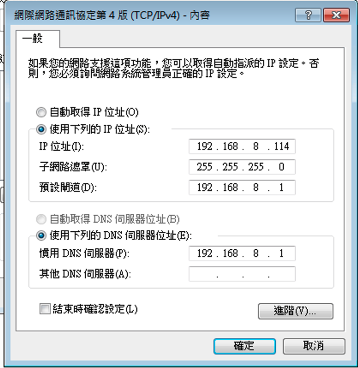 網際網路通訊協定第 4 版 (TCP/IPv4) - 內容
一般
如果您的網路支援這項功能，您可以取得自動指派的 IP 設定。否
則，您必須詢問網路系統管理員正確的 IP 設定。
自動取得 IP 位址(O)
使用下列的 IP 位址(S):
IP 位址(I): 192 . 168 . 8 . 114
子網路遮罩(U): 255 . 255 . 255 . 0
預設閘道(D): 192 . 168 . 8 . 1
自動取得 DNS 伺服器位址(B)
使用下列的 DNS 伺服器位址(E):
慣用 DNS 伺服器(P): 192 . 168 . 8 . 1
其他 DNS 伺服器(A): . . .
結束時確認設定(L)
進階(V)...
確定
取消